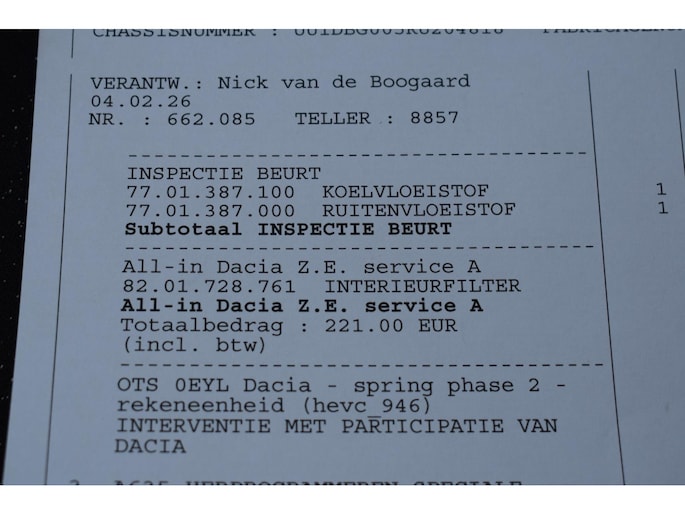 CHASSISNUMMER :
VERANTW.: Nick van de Boogaard
04.02.26
NR. : 662.085 TELLER : 8857
INSPECTIE BEURT
77.01.387.100 KOELVLOEISTOF 1
77.01.387.000 RUITENVLOEISTOF 1
Subtotaal INSPECTIE BEURT
All-in Dacia Z.E. service A
82.01.728.761 INTERIEURFILTER
All-in Dacia Z.E. service A
Totaalbedrag : 221.00 EUR
(incl. btw)
OTS 0EYL Dacia - spring phase 2 -
rekeneenheid (hevc_946)
INTERVENTIE MET PARTICIPATIE VAN
DACIA
HERPROGRAMMEREN SPECIALE